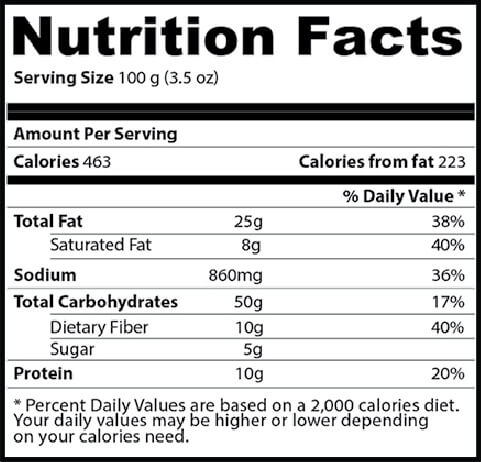 Nutrition Facts
Serving Size 100 g (3.5 oz)
Amount Per Serving
Calories 463 Calories from fat 223
% Daily Value *
Total Fat 25g 38%
Saturated Fat 8g 40%
Sodium 860mg 36%
Total Carbohydrates 50g 17%
Dietary Fiber 10g 40%
Sugar 5g
Protein 10g 20%
* Percent Daily Values are based on a 2,000 calories diet.
Your daily values may be higher or lower depending
on your calories need.